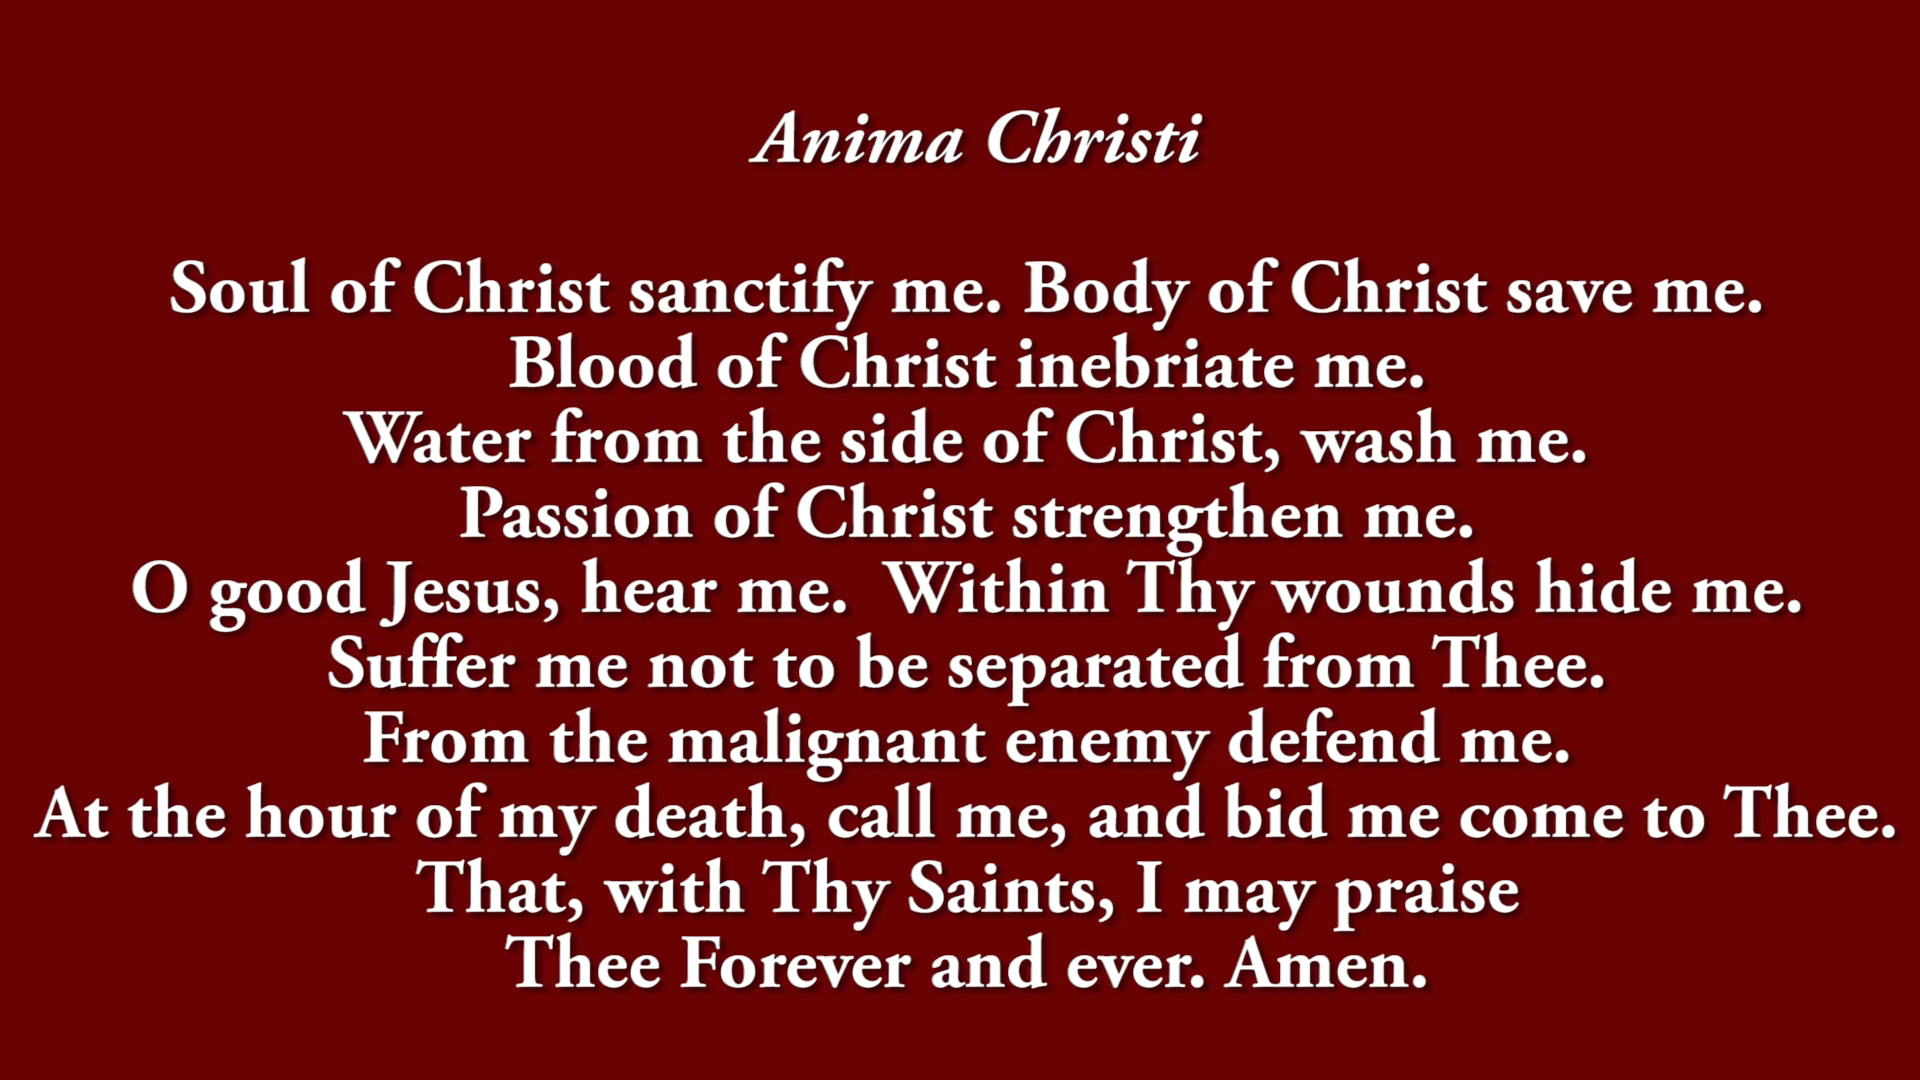 Anima Christi
Soul of Christ sanctify me. Body of Christ save me.
Blood of Christ inebriate me.
Water from the side of Christ, wash me.
Passion of Christ strengthen me.
O good Jesus, hear me.  Within Thy wounds hide me.
Suffer me not to be separated from Thee.
From the malignant enemy defend me.
At the hour of my death, call me, and bid me come to Thee.
That, with Thy Saints, I may praise
Thee Forever and ever. Amen.